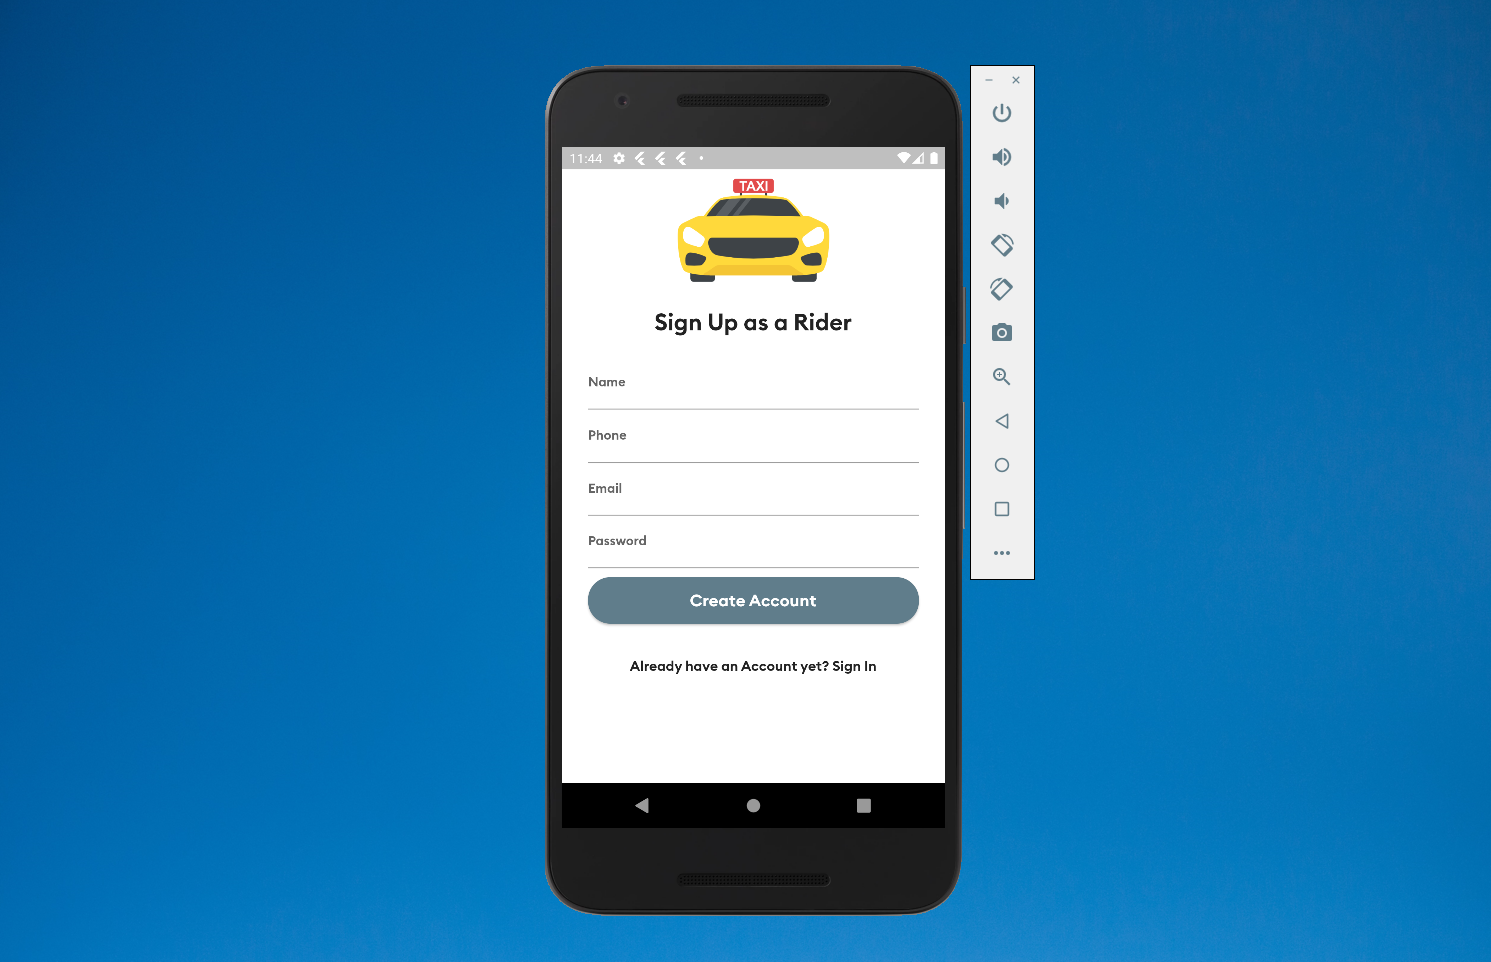 11:44
TAXI
Sign Up as a Rider
Name
Phone
Email
Password
Create Account
Already have an Account yet? Sign In